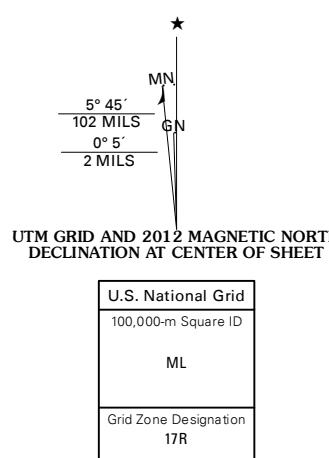 MN
5° 45´
102 MILS
GN
0° 5´
2 MILS
UTM GRID AND 2012 MAGNETIC NORT
DECLINATION AT CENTER OF SHEET
U.S. National Grid
100,000-m Square ID
ML
Grid Zone Designation
17R